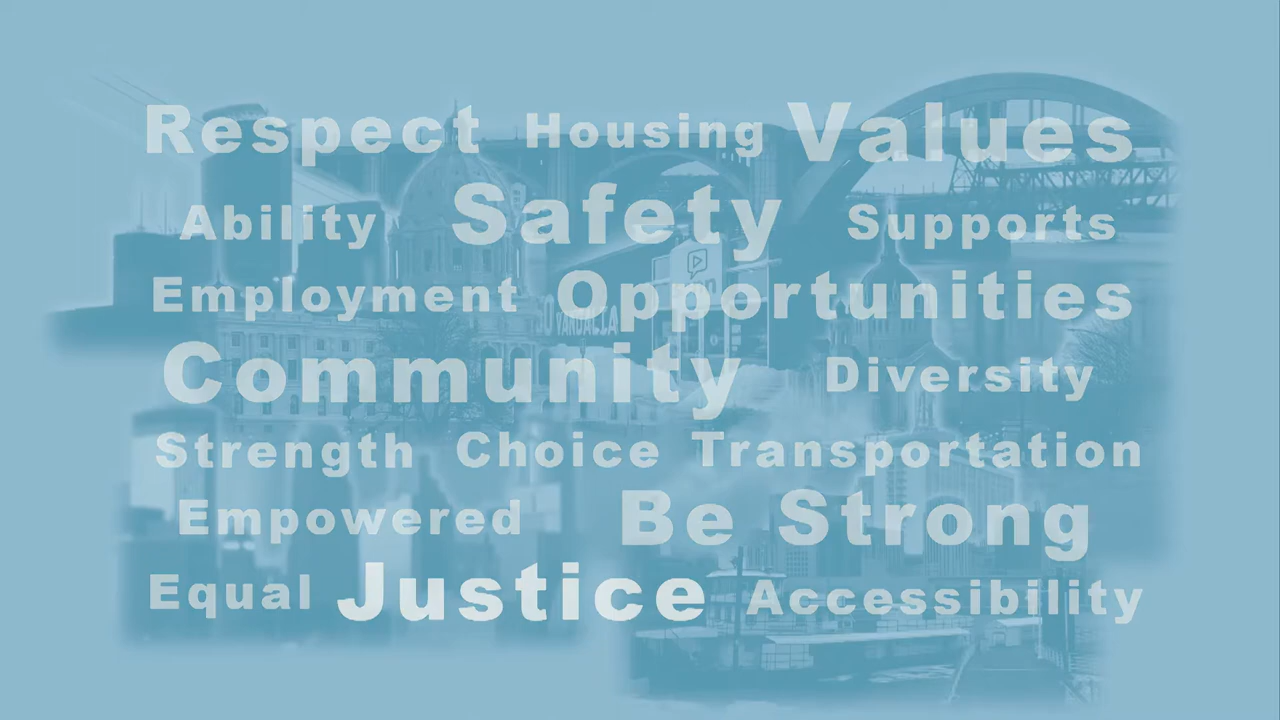 Respect Housing Values
Ability Safety Supports
Employment Opportunities
Community Diversity
Strength Choice Transportation
Empowered Be Strong
Equal Justice Accessibility